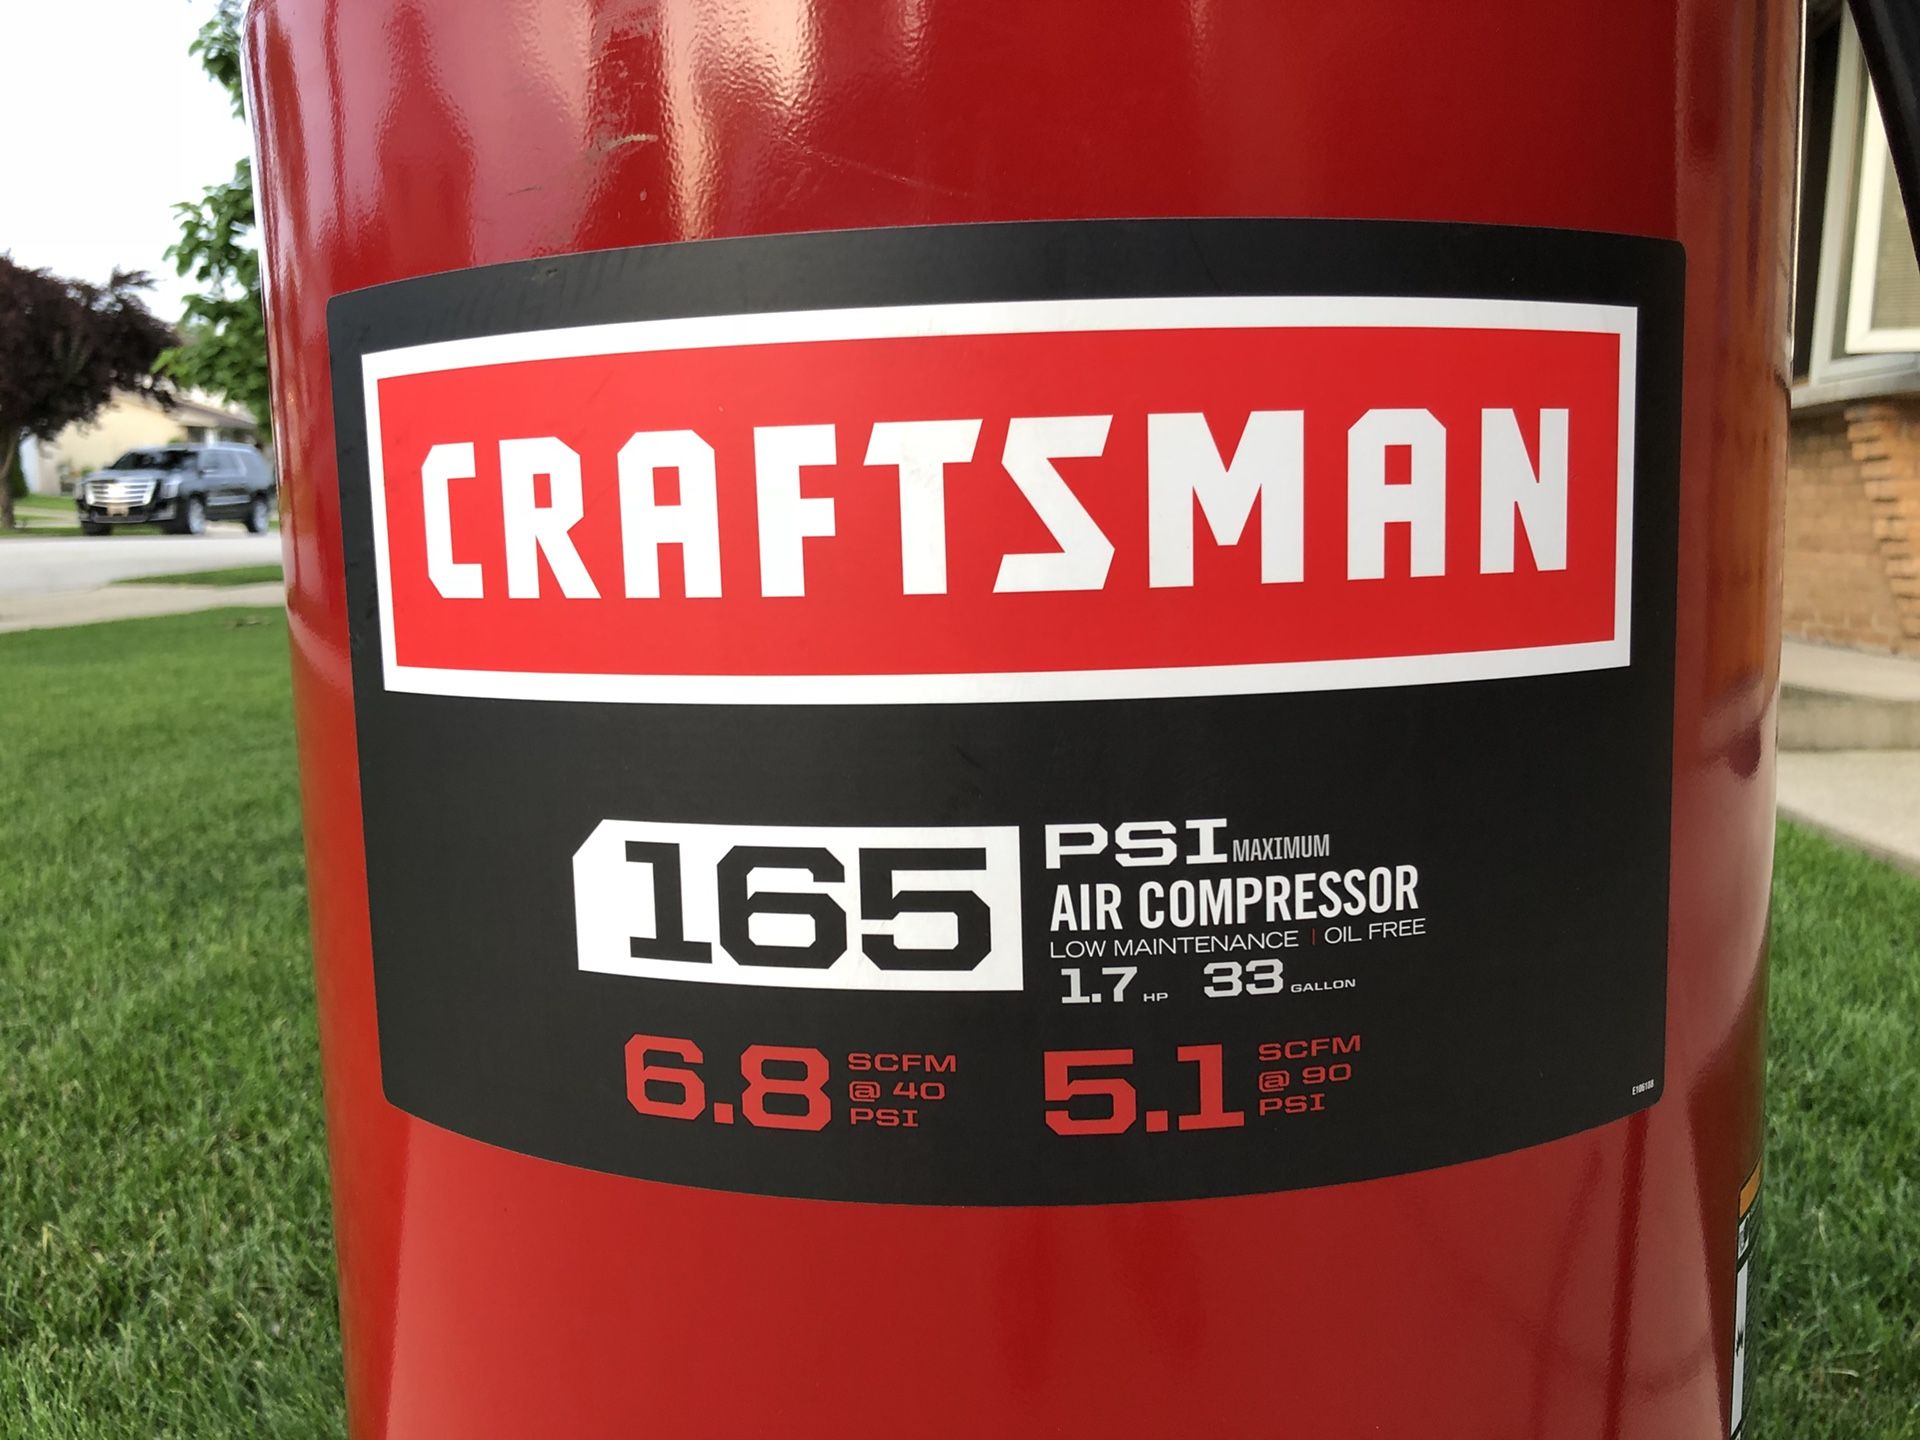 CRAFTSMAN
165 PSI MAXIMUM
AIR COMPRESSOR
LOW MAINTENANCE | OIL FREE
1.7 HP 33 GALLON
6.8 SCFM @ 40 PSI
5.1 SCFM @ 90 PSI
E106188